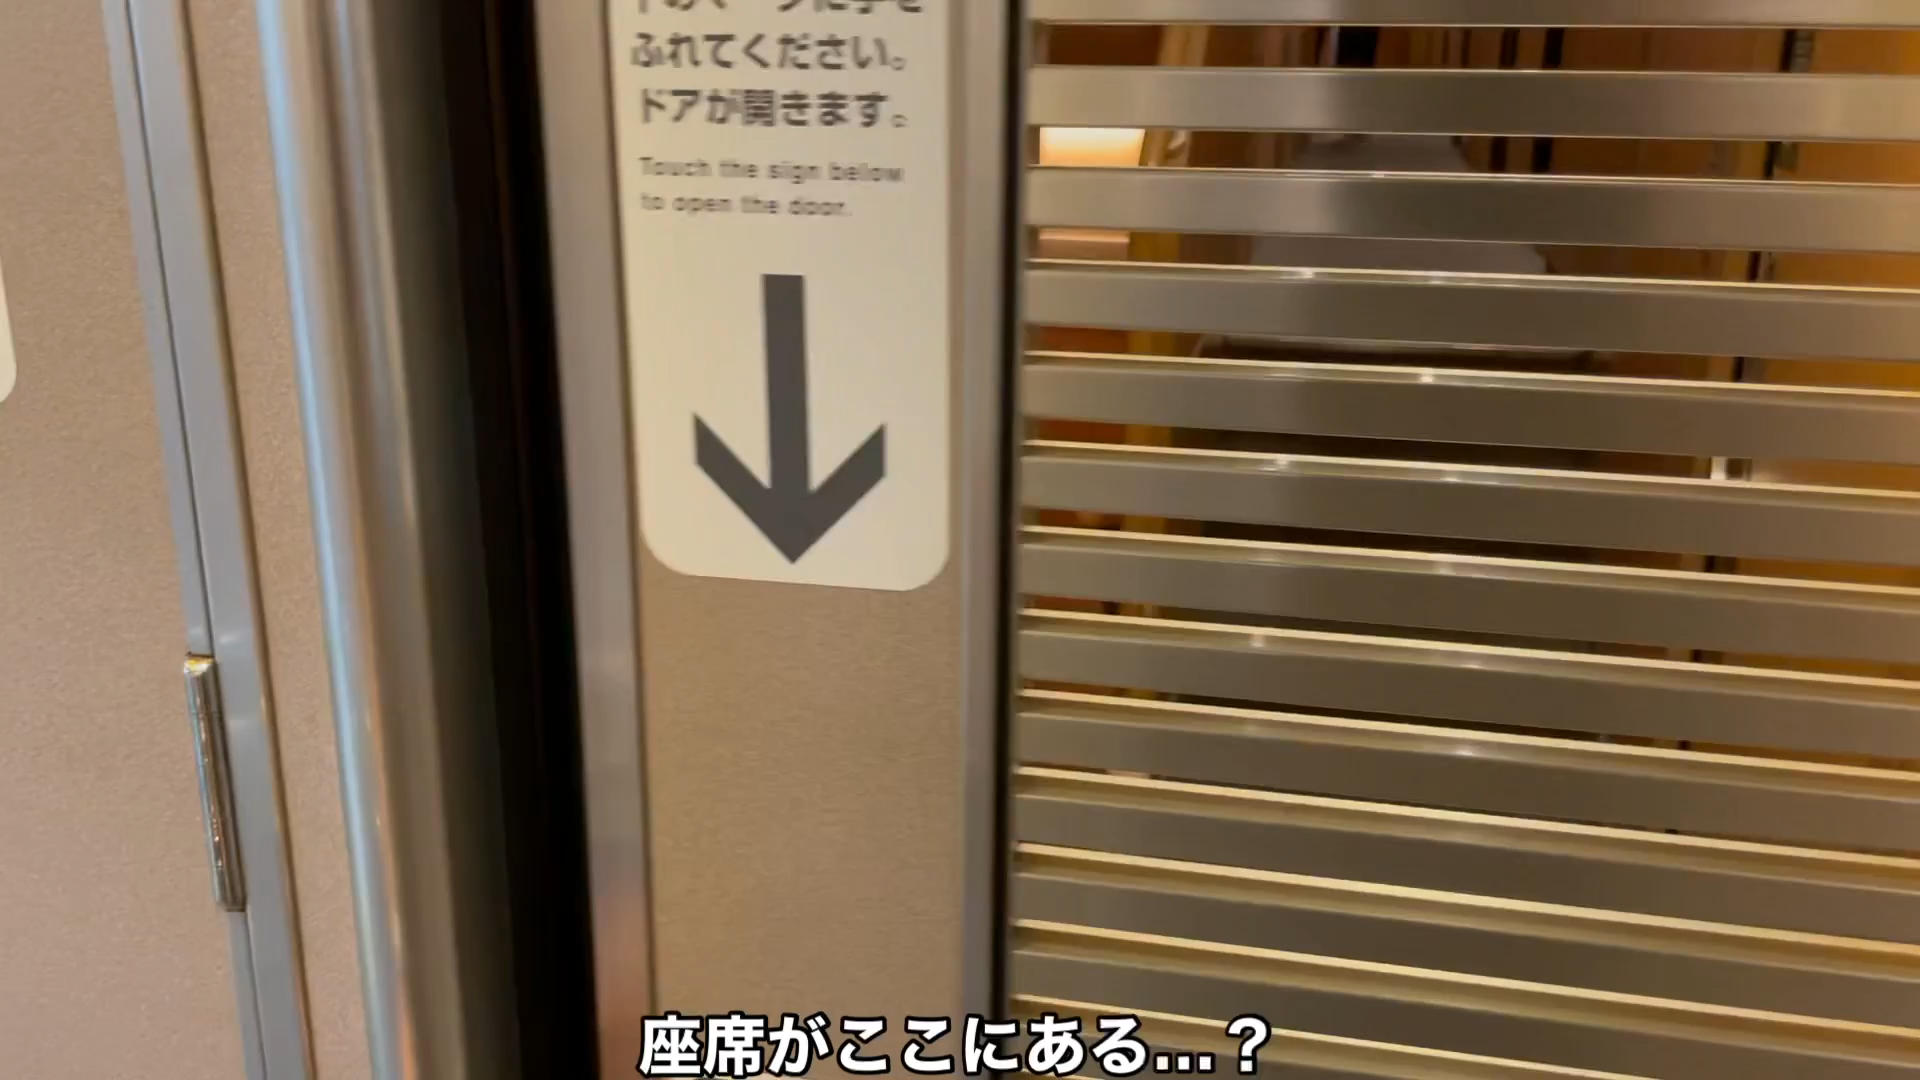 ふれてください。
ドアが開きます。
Touch the sign below
to open the door.
座席がここにある...？